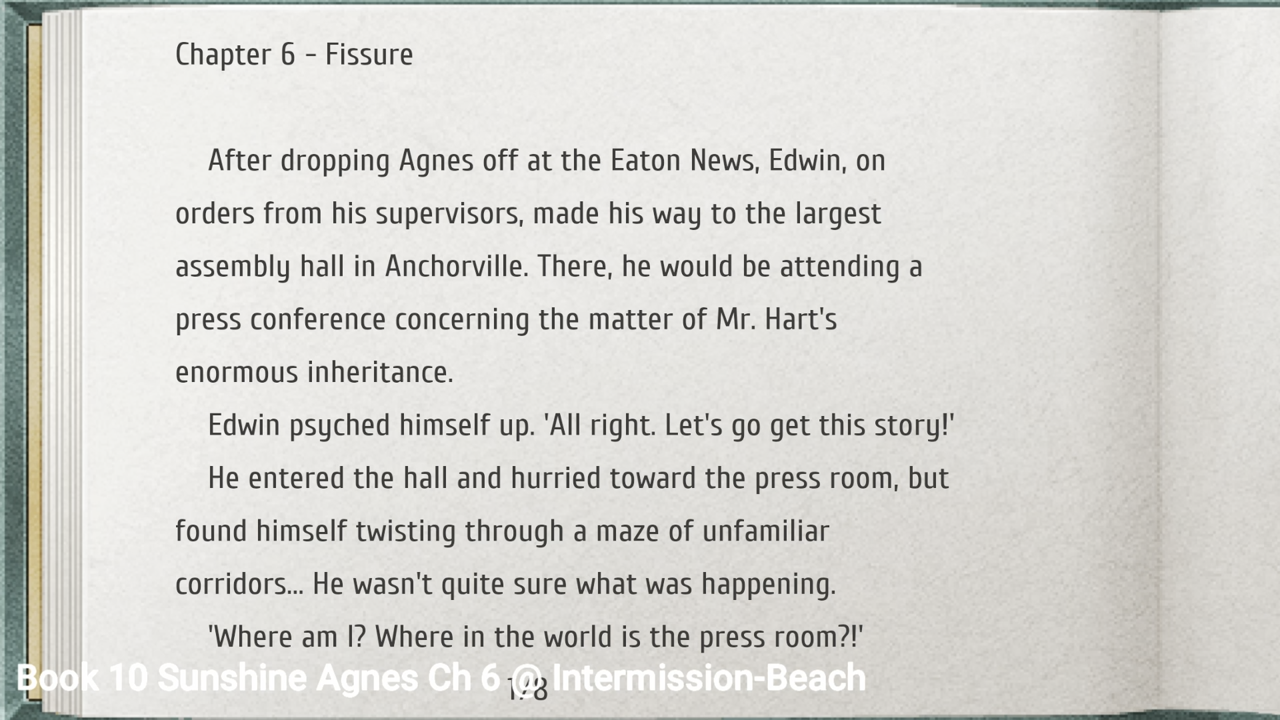 Chapter 6 - Fissure
After dropping Agnes off at the Eaton News, Edwin, on
orders from his supervisors, made his way to the largest
assembly hall in Anchorville. There, he would be attending a
press conference concerning the matter of Mr. Hart's
enormous inheritance.
Edwin psyched himself up. 'All right. Let's go get this story!'
He entered the hall and hurried toward the press room, but
found himself twisting through a maze of unfamiliar
corridors... He wasn't quite sure what was happening.
'Where am I? Where in the world is the press room?!'
Book 10 Sunshine Agnes Ch 6 @ Intermission-Beach
1/8